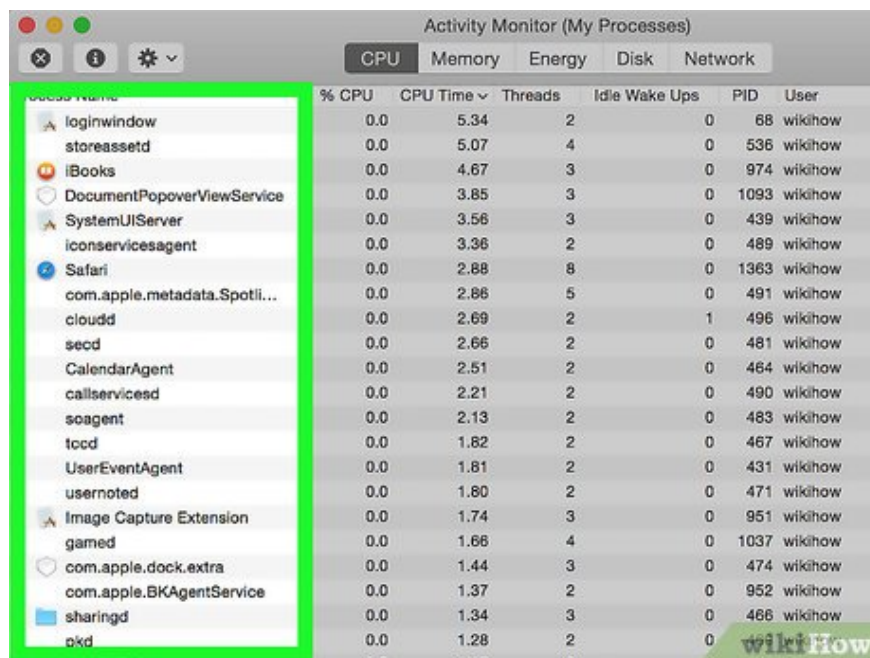 Activity Monitor (My Processes)
CPU Memory Energy Disk Network
% CPU CPU Time Threads Idle Wake Ups PID User
loginwindow 0.0 5.34 2 0 68 wikihow
storeassetd 0.0 5.07 4 0 536 wikihow
iBooks 0.0 4.67 3 0 974 wikihow
DocumentPopoverViewService 0.0 3.85 3 0 1093 wikihow
SystemUIServer 0.0 3.56 3 0 439 wikihow
iconservicesagent 0.0 3.36 2 0 489 wikihow
Safari 0.0 2.88 8 0 1363 wikihow
com.apple.metadata.Spotli... 0.0 2.86 5 0 491 wikihow
cloudd 0.0 2.69 2 1 496 wikihow
secd 0.0 2.66 2 0 481 wikihow
CalendarAgent 0.0 2.51 2 0 464 wikihow
callservicesd 0.0 2.21 2 0 490 wikihow
soagent 0.0 2.13 2 0 483 wikihow
tccd 0.0 1.82 2 0 467 wikihow
UserEventAgent 0.0 1.81 2 0 431 wikihow
usernoted 0.0 1.80 2 0 471 wikihow
Image Capture Extension 0.0 1.74 3 0 951 wikihow
gamed 0.0 1.66 4 0 1037 wikihow
com.apple.dock.extra 0.0 1.44 3 0 474 wikihow
com.apple.BKAgentService 0.0 1.37 2 0 952 wikihow
sharingd 0.0 1.34 3 0 466 wikihow
pkd 0.0 1.28 2 0
wikiHow